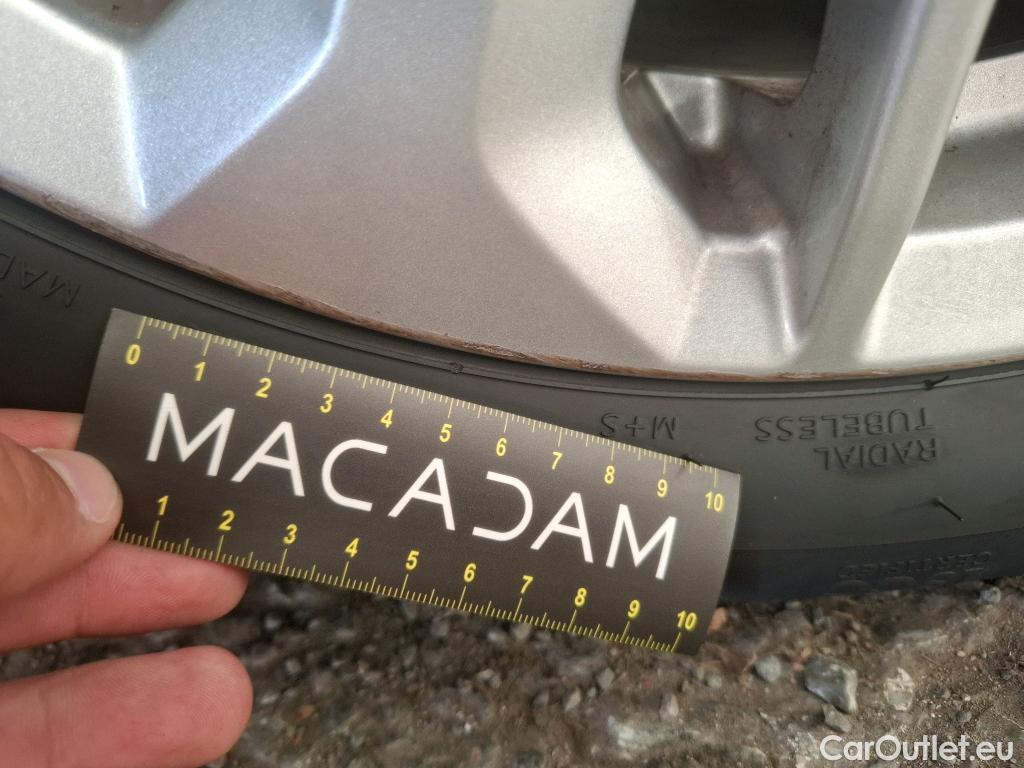 MAD
0 1 2 3 4 5 6 7 8 9 10
MACADAM
1 2 3 4 5 6 7 8 9 10
M+S
TUBELESS
RADIAL
CarOutlet.eu